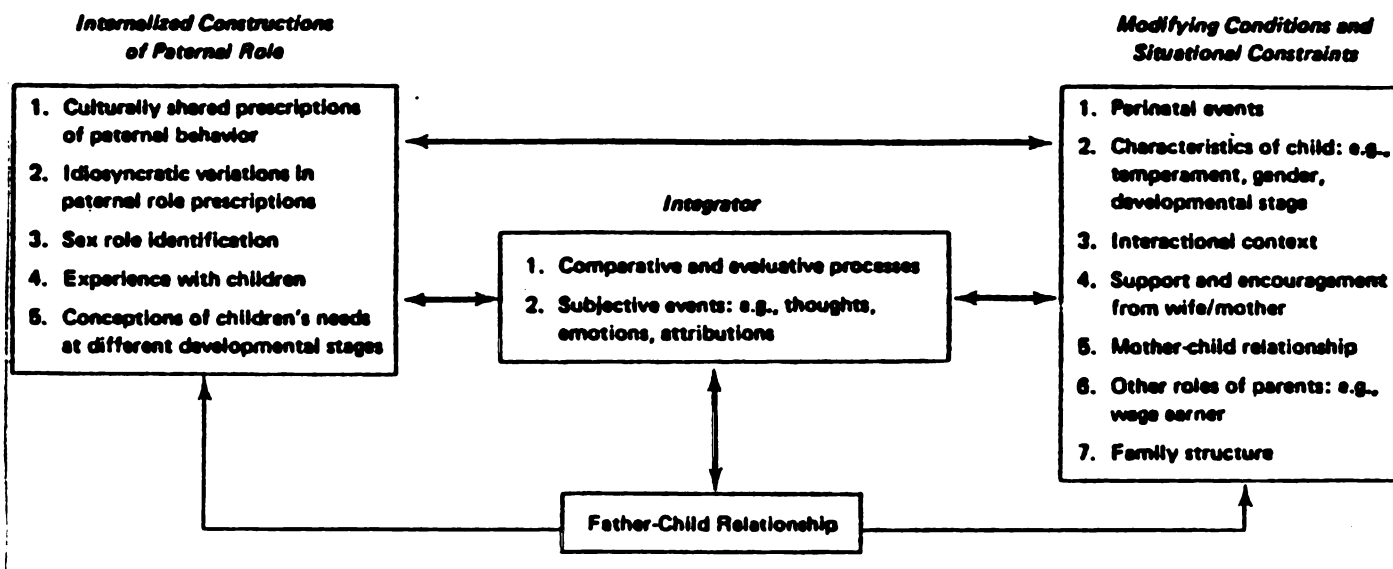 Internalized Constructions
of Paternal Role
1. Culturally shared prescriptions
of paternal behavior
2. Idiosyncratic variations in
paternal role prescriptions
3. Sex role identification
4. Experience with children
5. Conceptions of children's needs
at different developmental stages
Integrator
1. Comparative and evaluative processes
2. Subjective events: e.g., thoughts,
emotions, attributions
Modifying Conditions and
Situational Constraints
1. Perinatal events
2. Characteristics of child: e.g.,
temperament, gender,
developmental stage
3. Interactional context
4. Support and encouragement
from wife/mother
5. Mother-child relationship
6. Other roles of parents: e.g.,
wage earner
7. Family structure
Father-Child Relationship